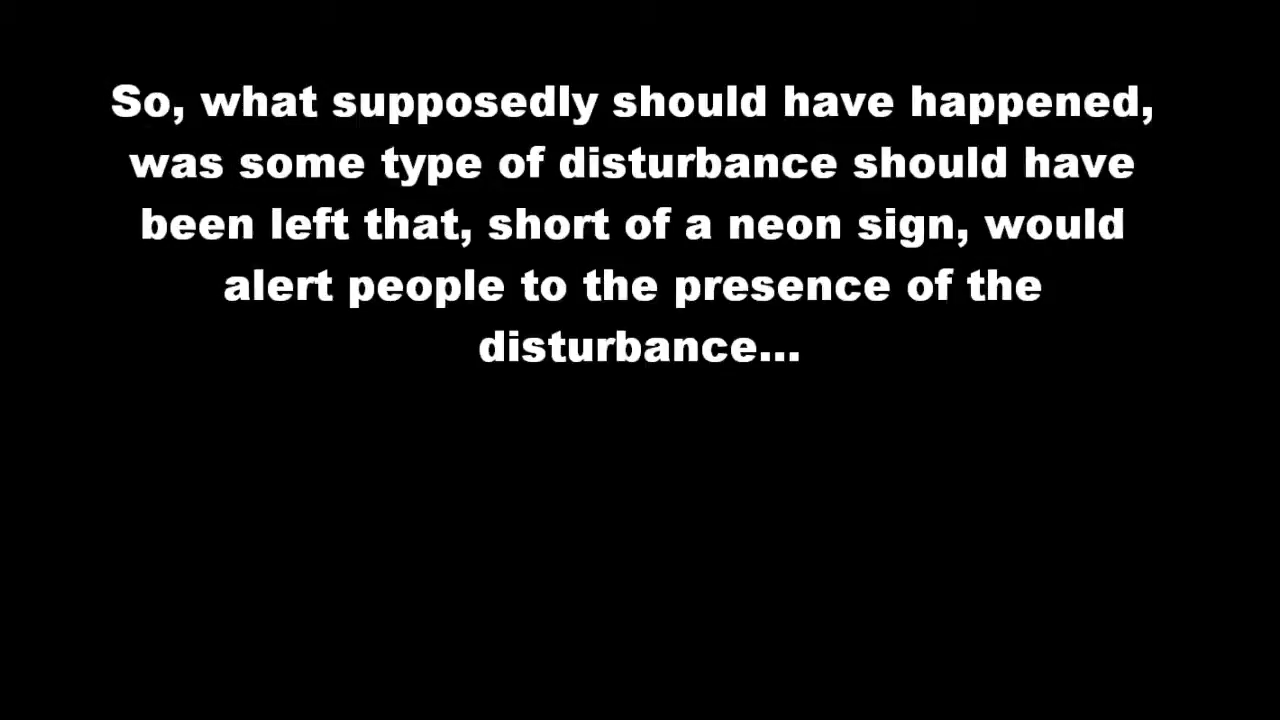 So, what supposedly should have happened,
was some type of disturbance should have
been left that, short of a neon sign, would
alert people to the presence of the
disturbance...